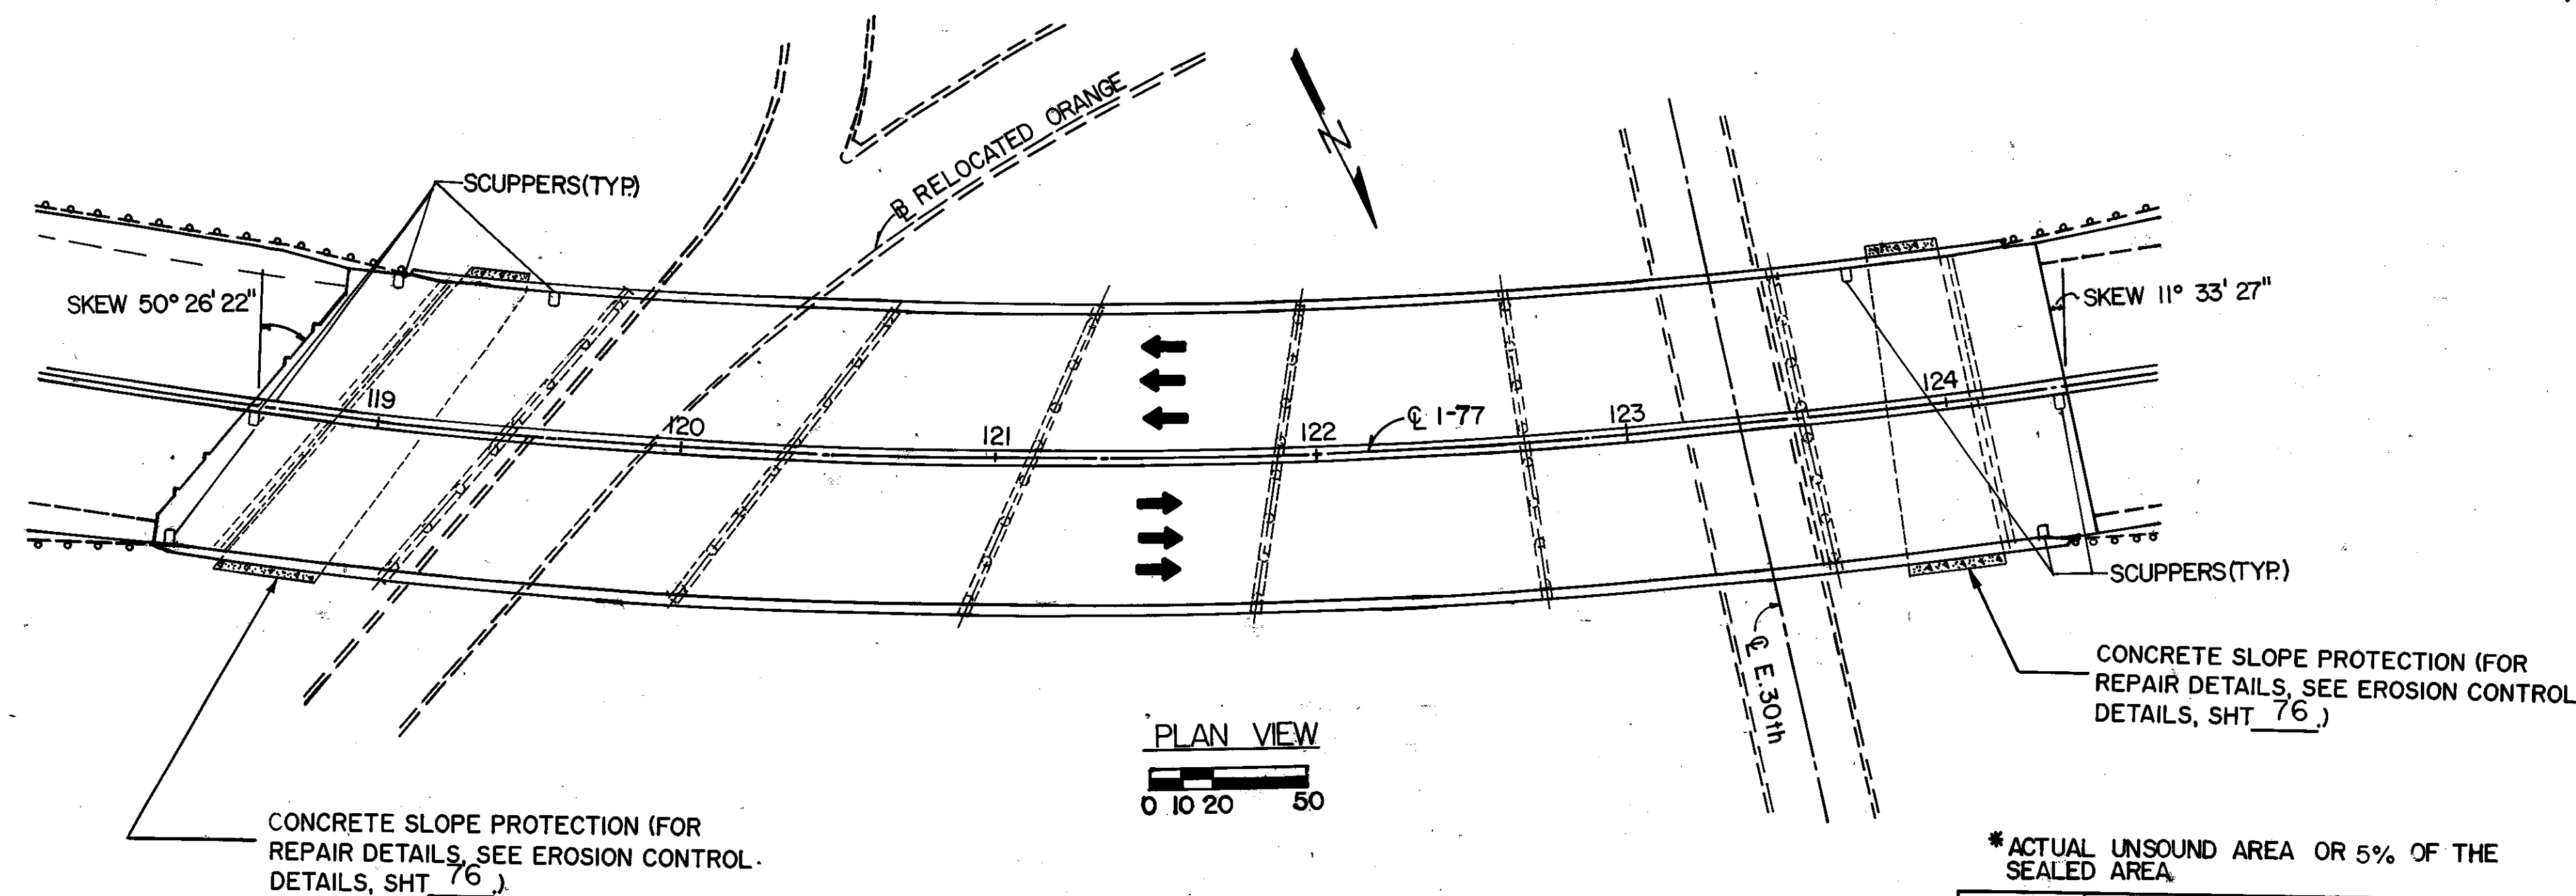 SCUPPERS(TYP.)
℞ RELOCATED ORANGE
N
SKEW 50° 26' 22"
SKEW 11° 33' 27"
119
120
121
122
123
124
℄ I-77
SCUPPERS(TYP.)
℄ E.30th
CONCRETE SLOPE PROTECTION (FOR
REPAIR DETAILS, SEE EROSION CONTROL
DETAILS, SHT 76.)
PLAN VIEW
0 10 20 50
CONCRETE SLOPE PROTECTION (FOR
REPAIR DETAILS, SEE EROSION CONTROL
DETAILS, SHT 76.)
*ACTUAL UNSOUND AREA OR 5% OF THE
SEALED AREA